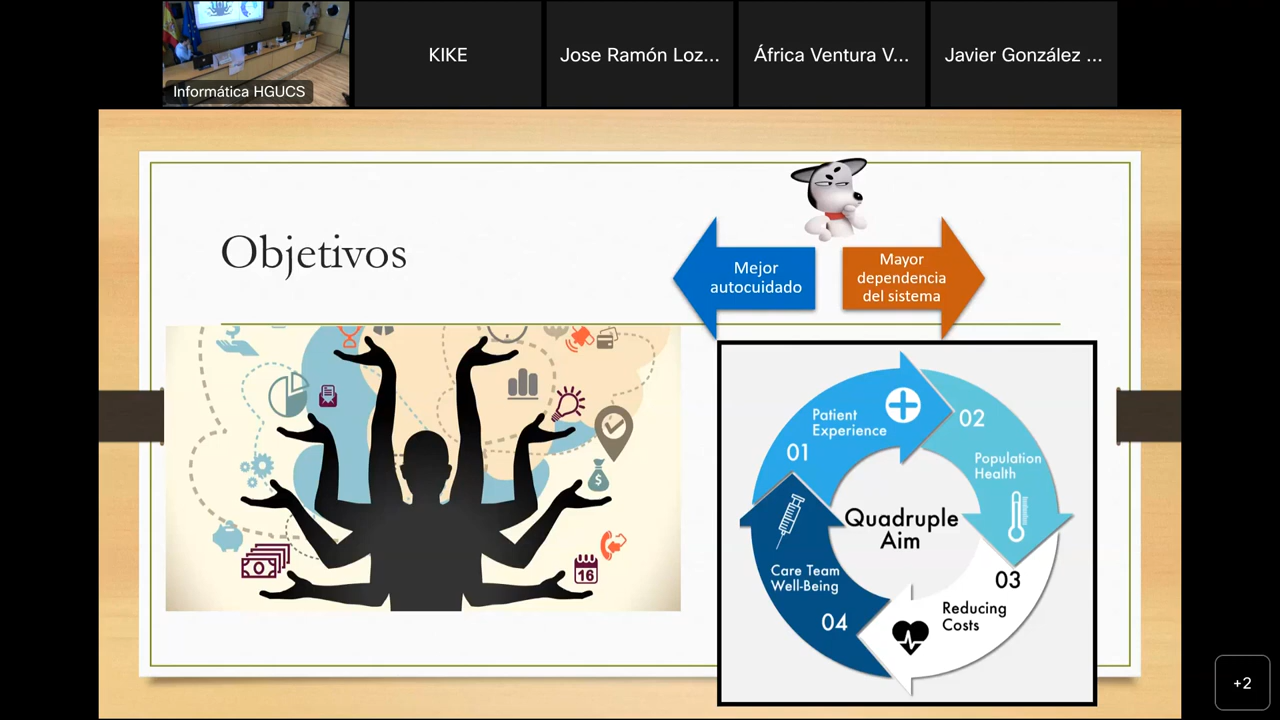 Informática HGUCS
KIKE
Jose Ramón Loz...
África Ventura V...
Javier González ...
Objetivos
Mejor
autocuidado
Mayor
dependencia
del sistema
$
$
16
01
Patient
Experience
02
Population
Health
Quadruple
Aim
03
Reducing
Costs
Care Team
Well-Being
04
+2